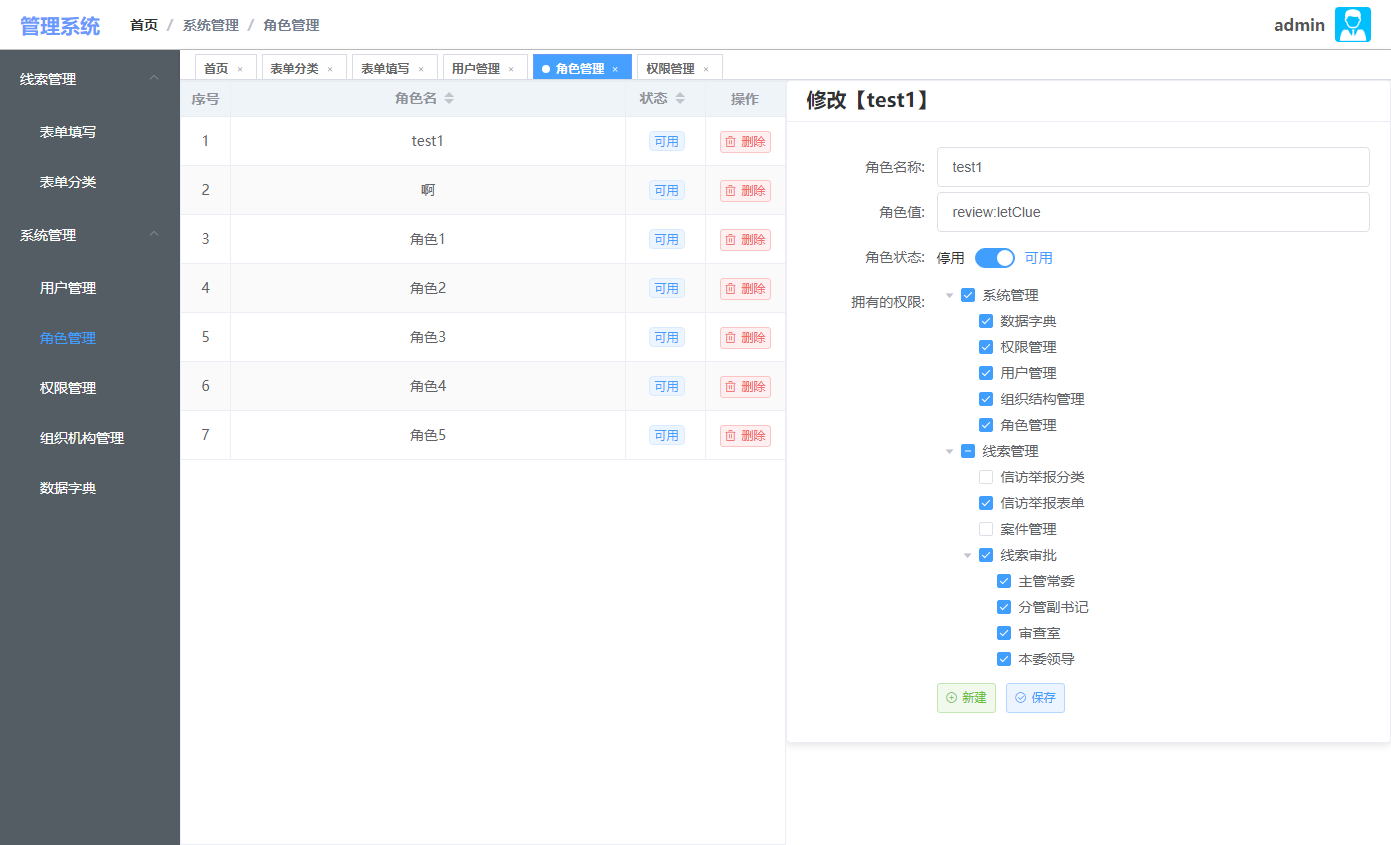 管理系统 首页 / 系统管理 / 角色管理 admin
线索管理
表单填写
表单分类
系统管理
用户管理
角色管理
权限管理
组织机构管理
数据字典
首页 × 表单分类 × 表单填写 × 用户管理 × 角色管理 × 权限管理 ×
序号 角色名 状态 操作
1 test1 可用 删除
2 啊 可用 删除
3 角色1 可用 删除
4 角色2 可用 删除
5 角色3 可用 删除
6 角色4 可用 删除
7 角色5 可用 删除
修改【test1】
角色名称: test1
角色值: review:letClue
角色状态: 停用 可用
拥有的权限: 系统管理
数据字典
权限管理
用户管理
组织结构管理
角色管理
线索管理
信访举报分类
信访举报表单
案件管理
线索审批
主管常委
分管副书记
审查室
本委领导
新建 保存